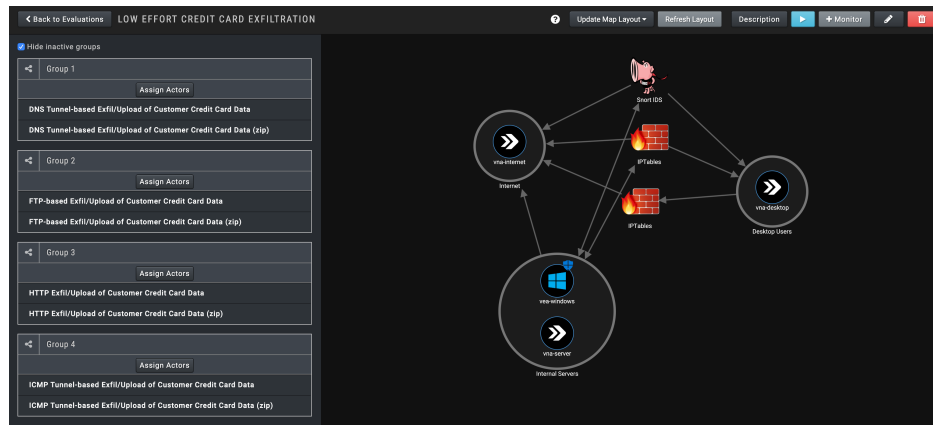 Back to Evaluations
LOW EFFORT CREDIT CARD EXFILTRATION
Update Map Layout
Refresh Layout
Description
+ Monitor
Hide inactive groups
Group 1
Assign Actors
DNS Tunnel-based Exfil/Upload of Customer Credit Card Data
DNS Tunnel-based Exfil/Upload of Customer Credit Card Data (zip)
Group 2
Assign Actors
FTP-based Exfil/Upload of Customer Credit Card Data
FTP-based Exfil/Upload of Customer Credit Card Data (zip)
Group 3
Assign Actors
HTTP Exfil/Upload of Customer Credit Card Data
HTTP Exfil/Upload of Customer Credit Card Data (zip)
Group 4
Assign Actors
ICMP Tunnel-based Exfil/Upload of Customer Credit Card Data
ICMP Tunnel-based Exfil/Upload of Customer Credit Card Data (zip)
Snort IDS
vna-internet
Internet
IPTables
IPTables
vna-desktop
Desktop Users
vea-windows
vna-server
Internal Servers